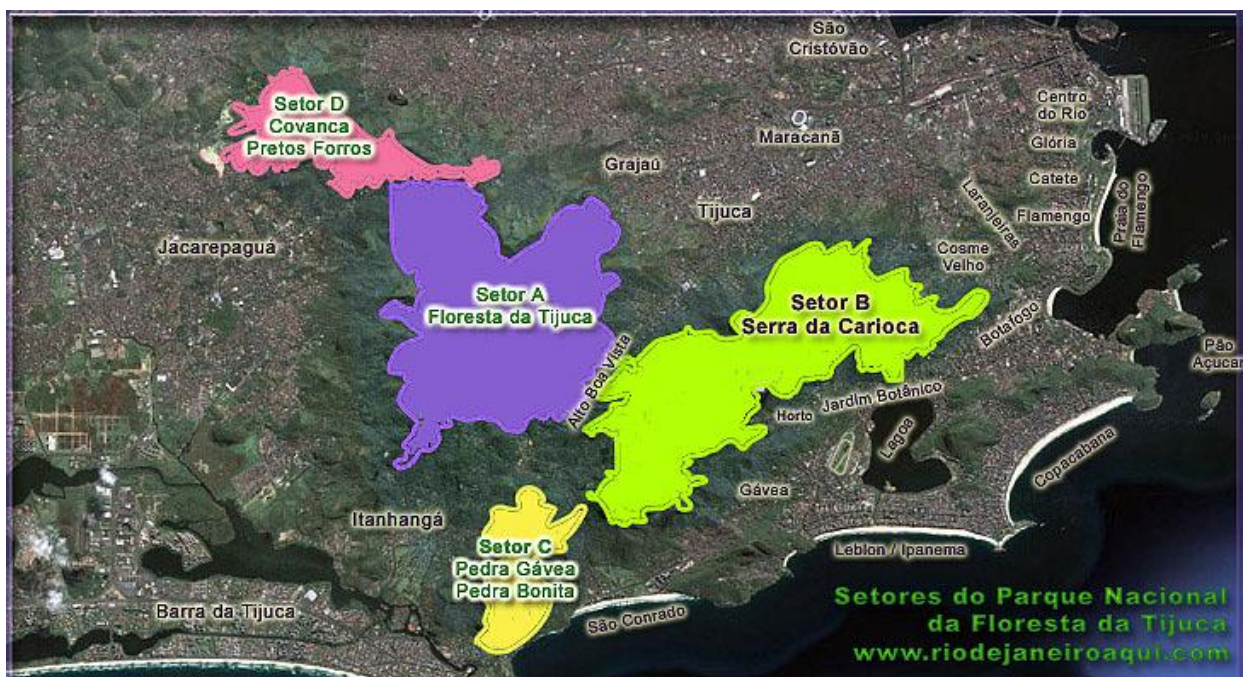 São
Cristóvão
Setor D
Covanca
Pretos Forros
Centro
do Rio
Maracanã
Glória
Grajaú
Catete
Laranjeiras
Flamengo
Praia do
Flamengo
Tijuca
Jacarepaguá
Cosme
Velho
Setor A
Floresta da Tijuca
Setor B
Serra da Carioca
Botafogo
Pão
Açucar
Alto Boa Vista
Jardim Botânico
Horto
Lagoa
Copacabana
Gávea
Itanhangá
Setor C
Pedra Gávea
Pedra Bonita
Leblon / Ipanema
Barra da Tijuca
São Conrado
Setores do Parque Nacional
da Floresta da Tijuca
www.riodejaneiroaqui.com